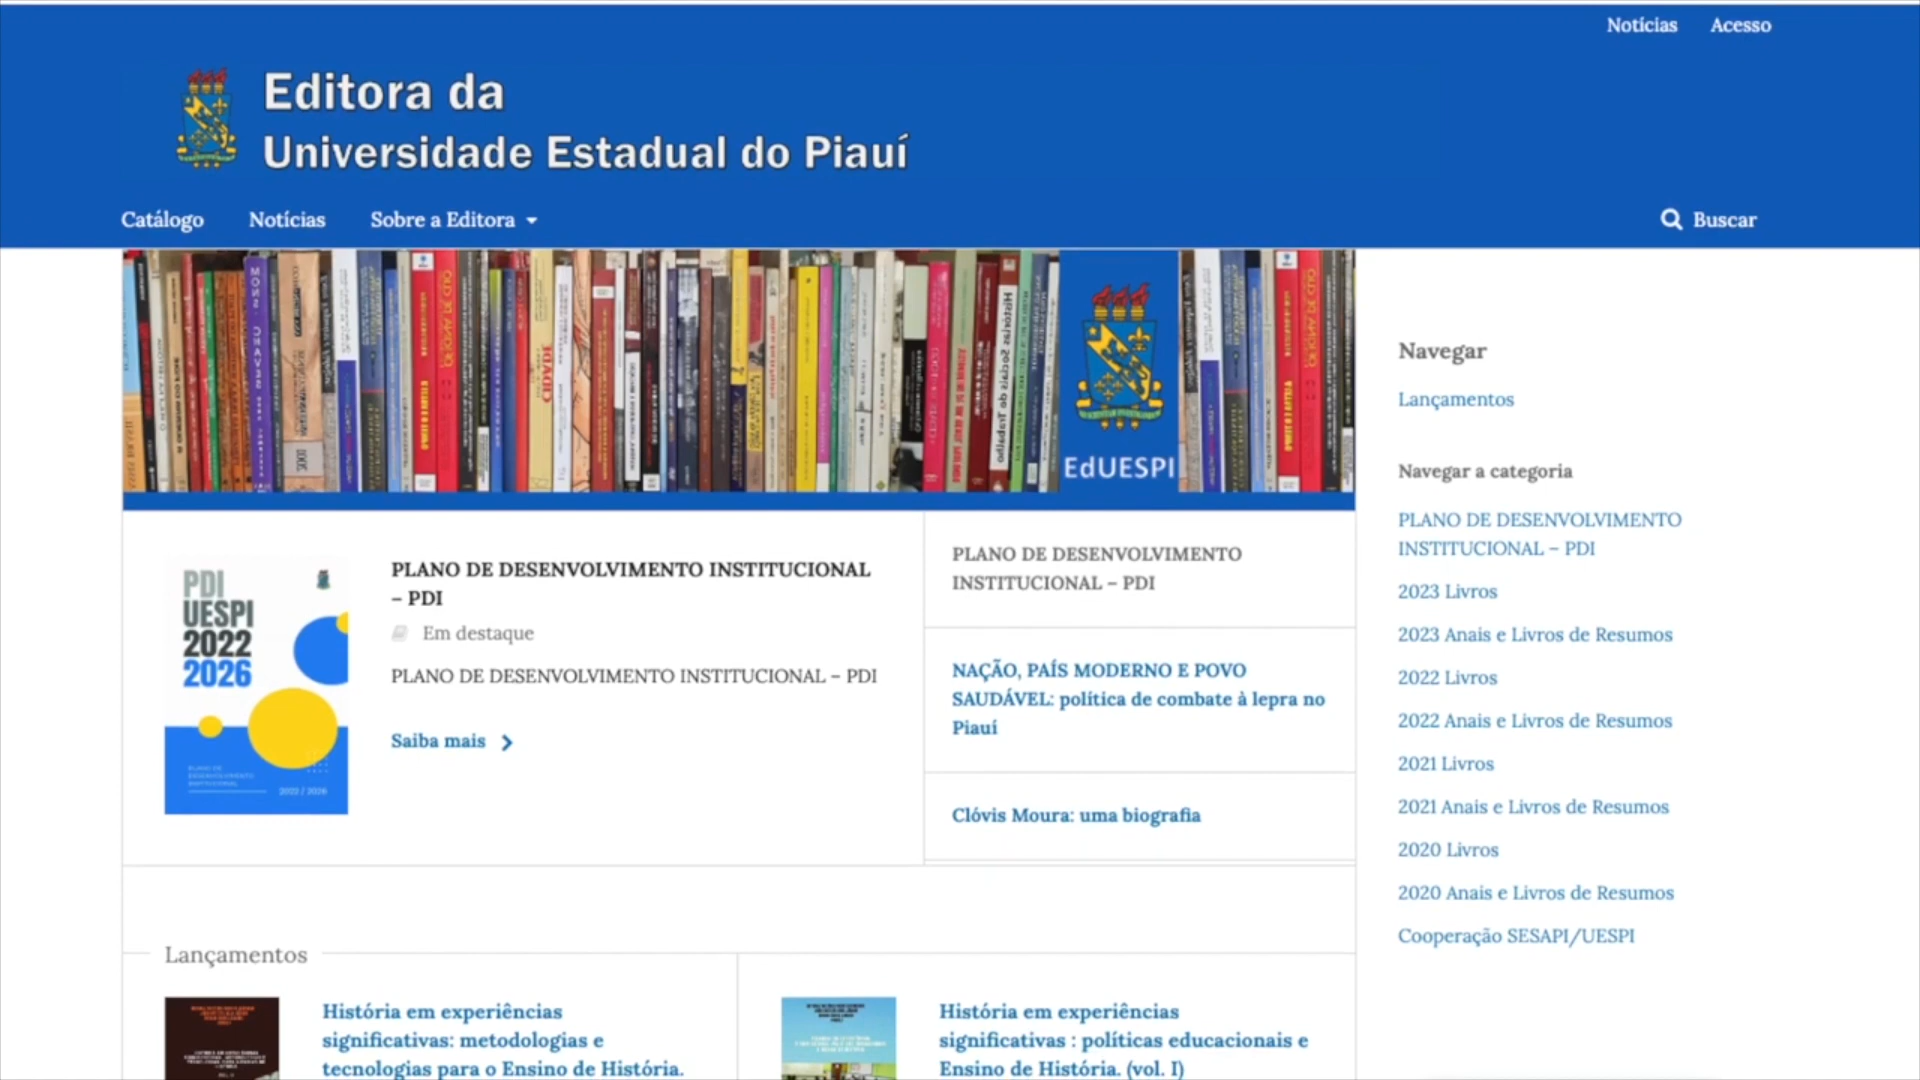 Notícias Acesso
Editora da
Universidade Estadual do Piauí
Catálogo Notícias Sobre a Editora
Buscar
EdUESPI
PDI
UESPI
2022
2026
2022 / 2026
PLANO DE DESENVOLVIMENTO INSTITUCIONAL
– PDI
Em destaque
PLANO DE DESENVOLVIMENTO INSTITUCIONAL – PDI
Saiba mais
PLANO DE DESENVOLVIMENTO
INSTITUCIONAL – PDI
NAÇÃO, PAÍS MODERNO E POVO
SAUDÁVEL: política de combate à lepra no
Piauí
Clóvis Moura: uma biografia
Navegar
Lançamentos
Navegar a categoria
PLANO DE DESENVOLVIMENTO
INSTITUCIONAL – PDI
2023 Livros
2023 Anais e Livros de Resumos
2022 Livros
2022 Anais e Livros de Resumos
2021 Livros
2021 Anais e Livros de Resumos
2020 Livros
2020 Anais e Livros de Resumos
Cooperação SESAPI/UESPI
Lançamentos
História em experiências
significativas: metodologias e
tecnologias para o Ensino de História.
História em experiências
significativas : políticas educacionais e
Ensino de História. (vol. I)